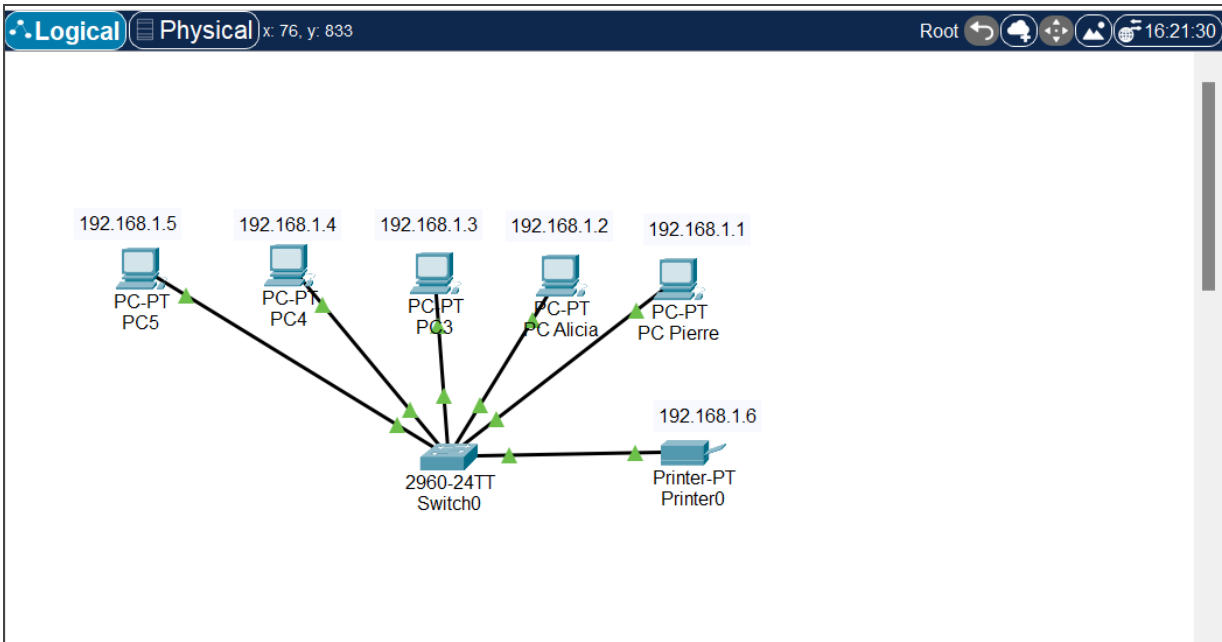 Logical Physical x: 76, y: 833 Root 16:21:30
192.168.1.5 192.168.1.4 192.168.1.3 192.168.1.2 192.168.1.1
PC-PT
PC5
PC-PT
PC4
PC-PT
PC3
PC-PT
PC Alicia
PC-PT
PC Pierre
192.168.1.6
2960-24TT
Switch0
Printer-PT
Printer0